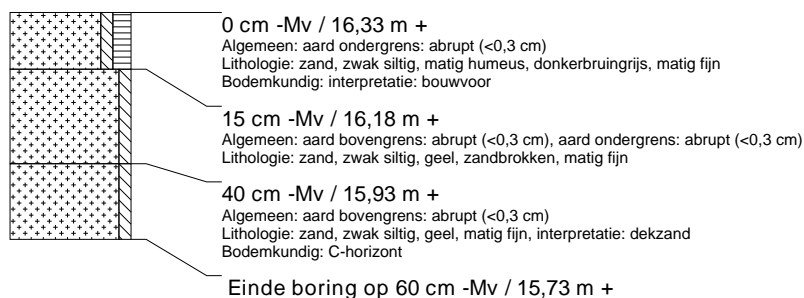 0 cm -Mv / 16,33 m +
Algemeen: aard ondergrens: abrupt (<0,3 cm)
Lithologie: zand, zwak siltig, matig humeus, donkerbruingrijs, matig fijn
Bodemkundig: interpretatie: bouwvoor
15 cm -Mv / 16,18 m +
Algemeen: aard bovengrens: abrupt (<0,3 cm), aard ondergrens: abrupt (<0,3 cm)
Lithologie: zand, zwak siltig, geel, zandbrokken, matig fijn
40 cm -Mv / 15,93 m +
Algemeen: aard bovengrens: abrupt (<0,3 cm)
Lithologie: zand, zwak siltig, geel, matig fijn, interpretatie: dekzand
Bodemkundig: C-horizont
Einde boring op 60 cm -Mv / 15,73 m +